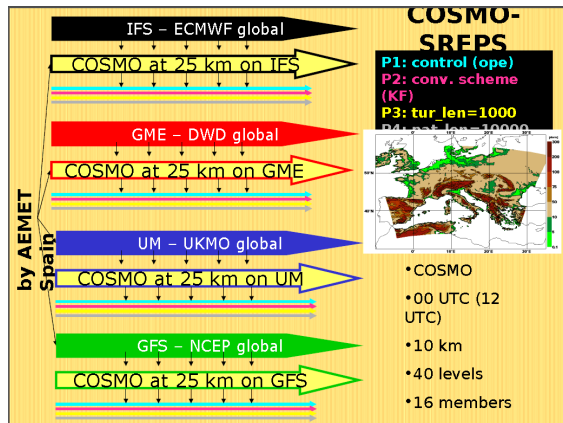 COSMO-
SREPS
IFS – ECMWF global
COSMO at 25 km on IFS
GME – DWD global
COSMO at 25 km on GME
by AEMET
Spain
UM – UKMO global
COSMO at 25 km on UM
GFS – NCEP global
COSMO at 25 km on GFS
P1: control (ope)
P2: conv. scheme
(KF)
P3: tur_len=1000
P4: pat_len=10000
•COSMO
•00 UTC (12
UTC)
•10 km
•40 levels
•16 members